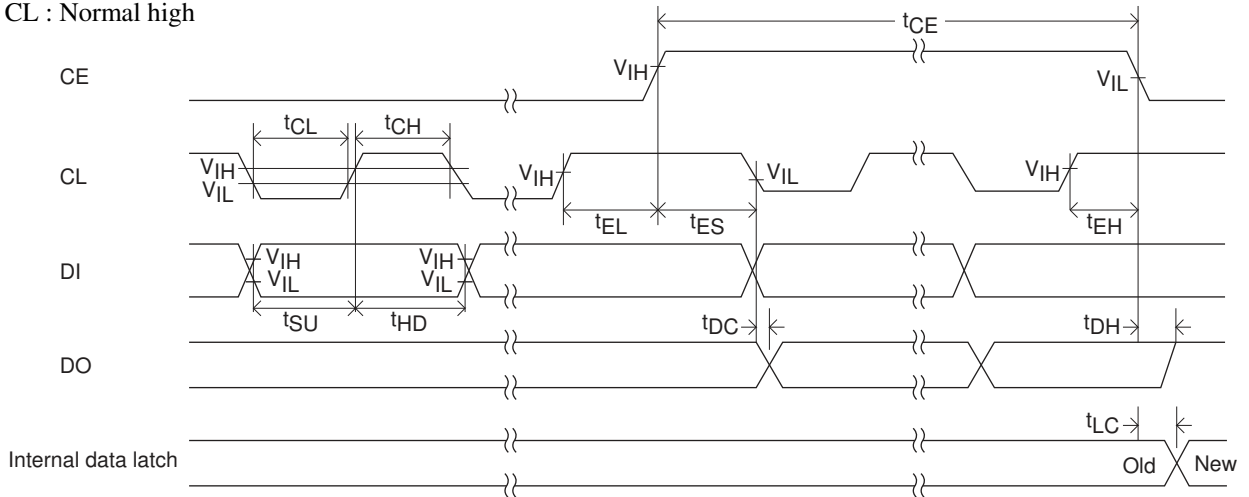 CL : Normal high
tCE
CE
VIH
VIL
tCL
tCH
CL
VIH
VIL
VIH
VIL
VIH
tEL
tES
tEH
DI
VIH
VIL
VIH
VIL
tSU
tHD
tDC
tDH
DO
tLC
Internal data latch
Old
New